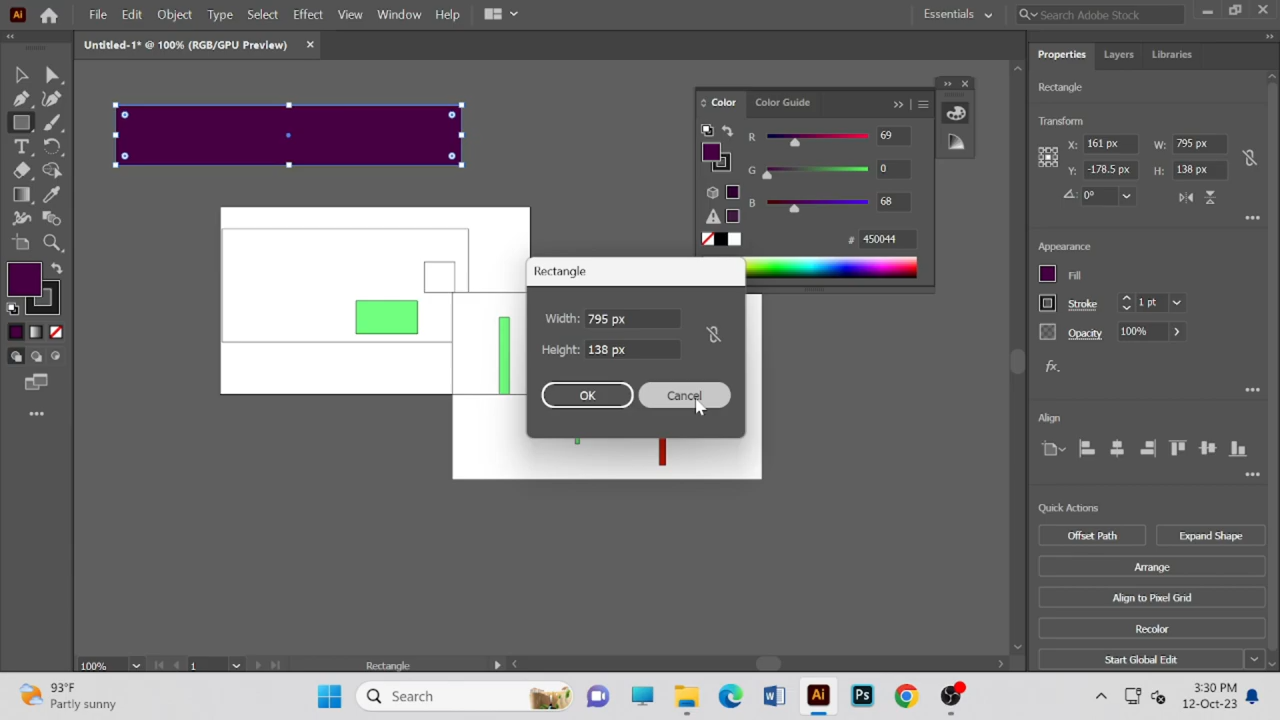 Ai File Edit Object Type Select Effect View Window Help Essentials Search Adobe Stock
Untitled-1* @ 100% (RGB/GPU Preview)
Properties Layers Libraries
Rectangle
Transform
X: 161 px W: 795 px
Y: -178.5 px H: 138 px
0°
Appearance
Fill
Stroke 1 pt
Opacity 100%
fx.
Align
Quick Actions
Offset Path Expand Shape
Arrange
Align to Pixel Grid
Recolor
Start Global Edit
Color Color Guide
R 69
G 0
B 68
# 450044
Rectangle
Width: 795 px
Height: 138 px
OK Cancel
100% 1 Rectangle
93°F
Partly sunny
Search
Ai Ps
3:30 PM
12-Oct-23